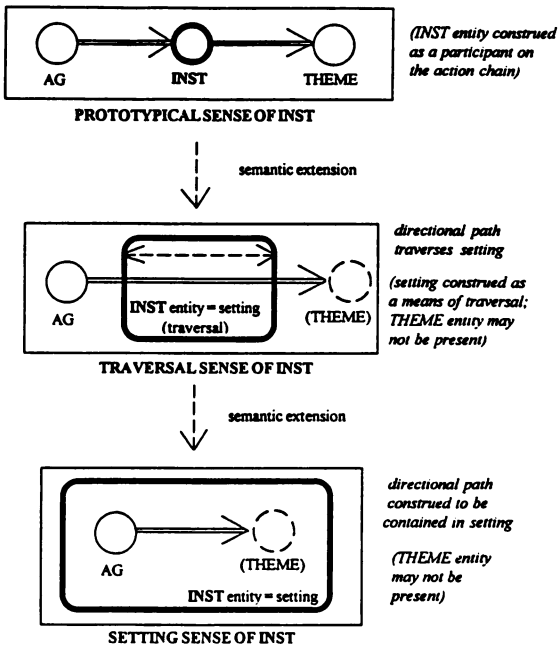 AG
INST
THEME
(INST entity construed
as a participant on
the action chain)
PROTOTYPICAL SENSE OF INST
semantic extension
directional path
traverses setting
(setting construed as
a means of traversal;
THEME entity may
not be present)
AG
INST entity = setting
(traversal)
(THEME)
TRAVERSAL SENSE OF INST
semantic extension
directional path
construed to be
contained in setting
(THEME entity
may not be
present)
AG
(THEME)
INST entity = setting
SETTING SENSE OF INST